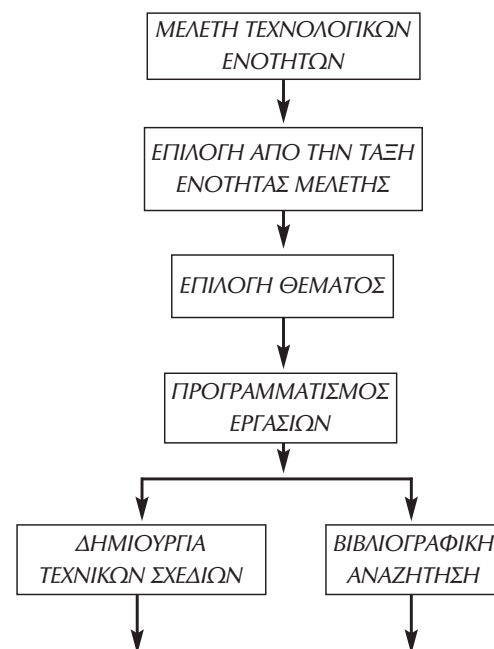 ΜΕΛΕΤΗ ΤΕΧΝΟΛΟΓΙΚΩΝ
ΕΝΟΤΗΤΩΝ
ΕΠΙΛΟΓΗ ΑΠΟ ΤΗΝ ΤΑΞΗ
ΕΝΟΤΗΤΑΣ ΜΕΛΕΤΗΣ
ΕΠΙΛΟΓΗ ΘΕΜΑΤΟΣ
ΠΡΟΓΡΑΜΜΑΤΙΣΜΟΣ
ΕΡΓΑΣΙΩΝ
ΔΗΜΙΟΥΡΓΙΑ
ΤΕΧΝΙΚΩΝ ΣΧΕΔΙΩΝ
ΒΙΒΛΙΟΓΡΑΦΙΚΗ
ΑΝΑΖΗΤΗΣΗ